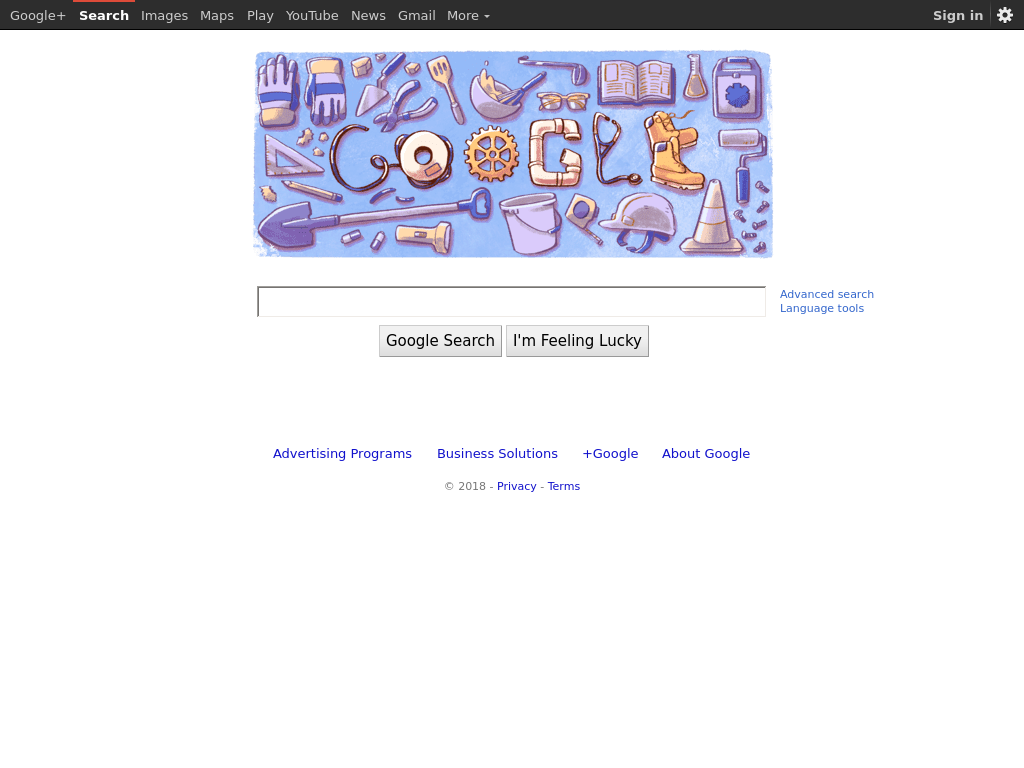 Google+ Search Images Maps Play YouTube News Gmail More Sign in
GOOGLE
Advanced search
Language tools
Google Search I'm Feeling Lucky
Advertising Programs Business Solutions +Google About Google
© 2018 - Privacy - Terms